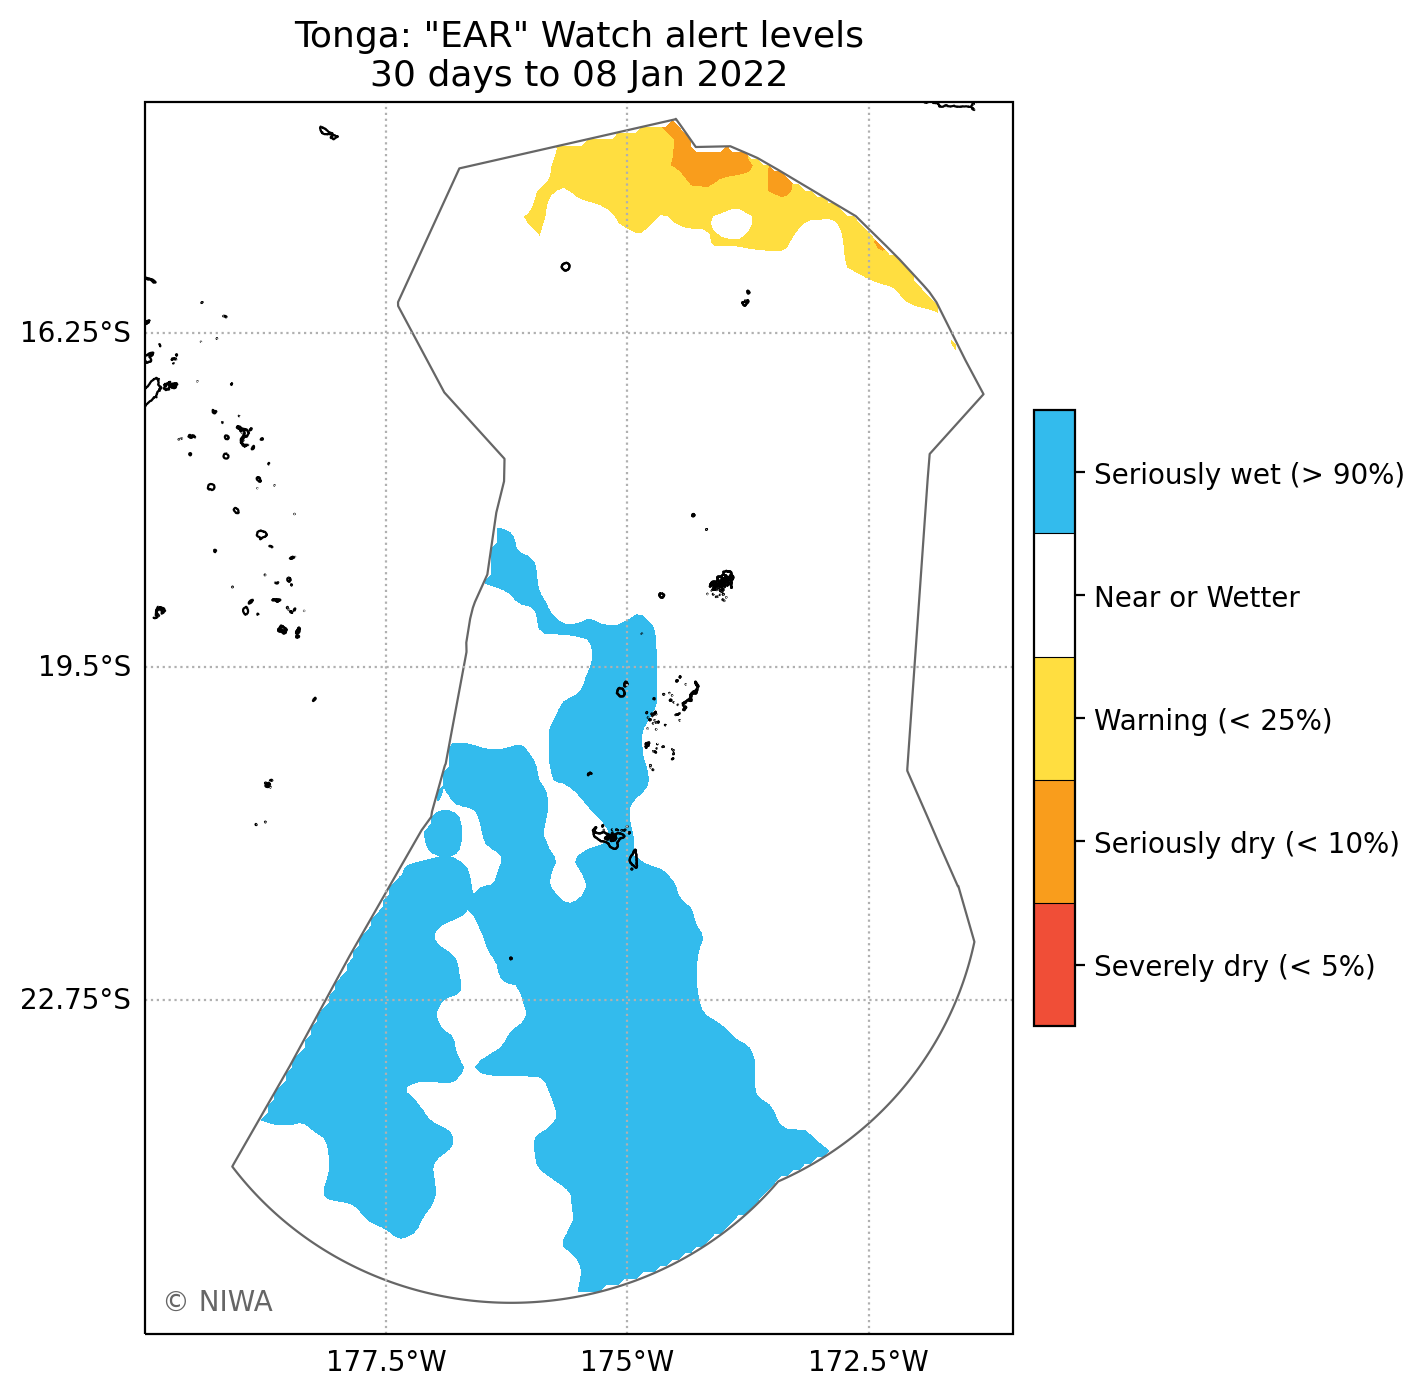 Tonga: "EAR" Watch alert levels
30 days to 08 Jan 2022
16.25°S
19.5°S
22.75°S
177.5°W
175°W
172.5°W
Seriously wet (> 90%)
Near or Wetter
Warning (< 25%)
Seriously dry (< 10%)
Severely dry (< 5%)
© NIWA